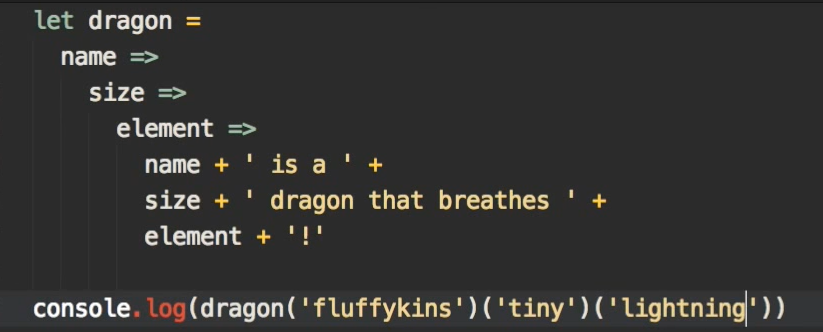 let dragon =
name =>
size =>
element =>
name + ' is a ' +
size + ' dragon that breathes ' +
element + '!'
console.log(dragon('fluffykins')('tiny')('lightning'))